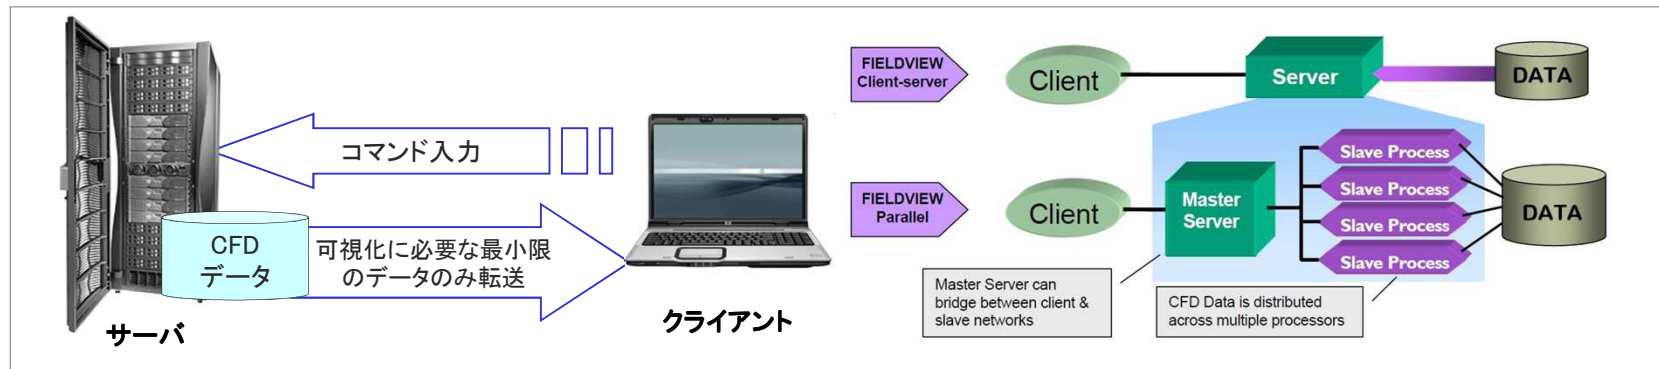 コマンド入力
CFD
データ
可視化に必要な最小限
のデータのみ転送
サーバ
クライアント
FIELDVIEW
Client-server
Client
Server
DATA
FIELDVIEW
Parallel
Client
Master
Server
Slave Process
Slave Process
Slave Process
Slave Process
DATA
Master Server can
bridge between client &
slave networks
CFD Data is distributed
across multiple processors